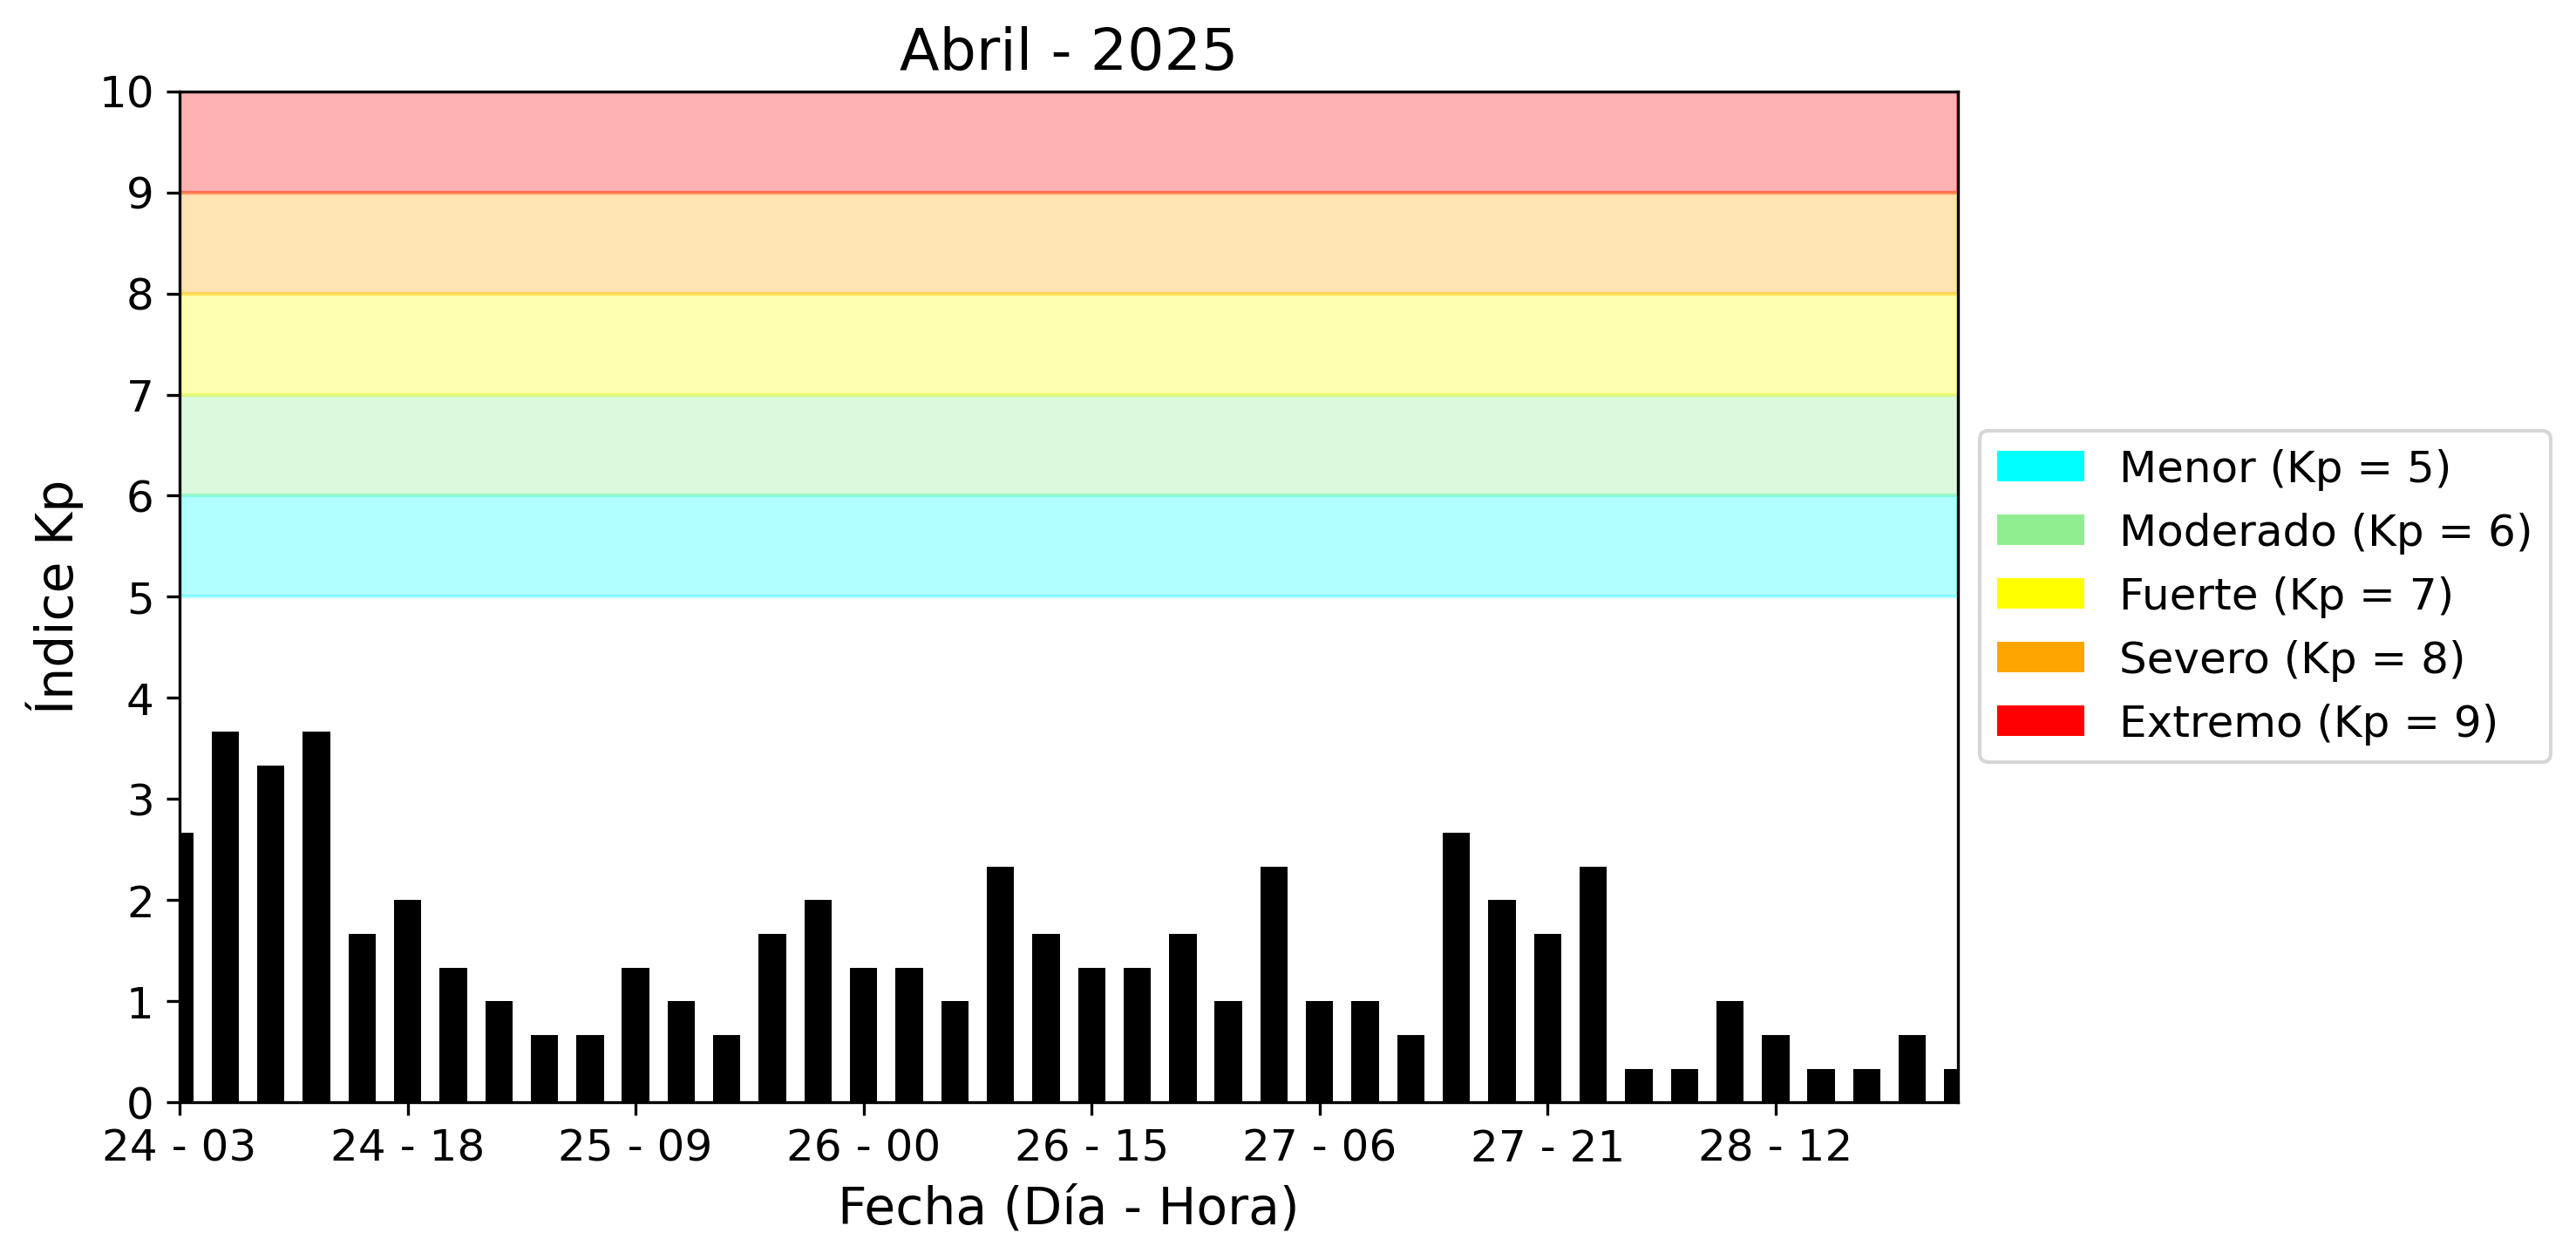 Abril - 2025
10
9
8
7
6
5
4
3
2
1
0
Índice Kp
24 - 03
24 - 18
25 - 09
26 - 00
26 - 15
27 - 06
27 - 21
28 - 12
Fecha (Día - Hora)
Menor (Kp = 5)
Moderado (Kp = 6)
Fuerte (Kp = 7)
Severo (Kp = 8)
Extremo (Kp = 9)